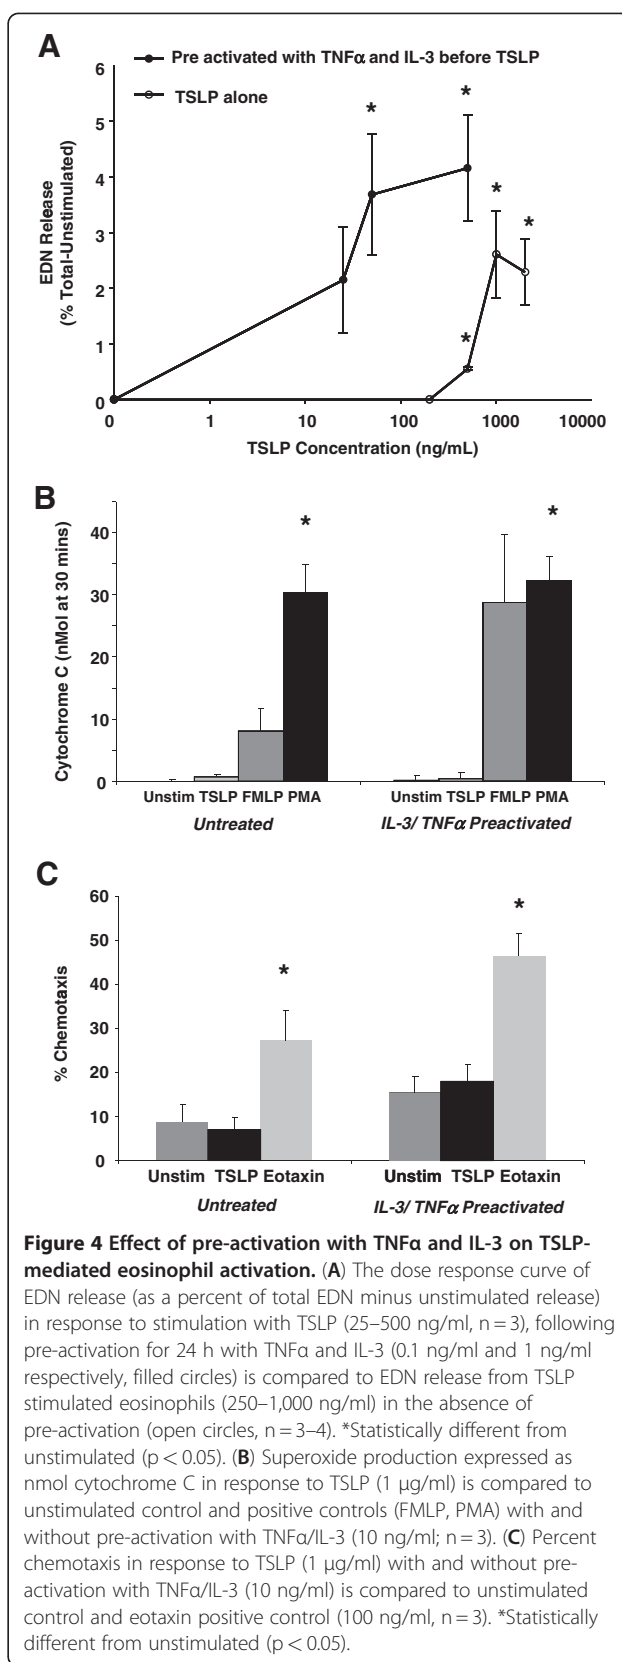 A
6
5
4
3
2
1
0
EDN Release
(% Total-Unstimulated)
Pre activated with TNFα and IL-3 before TSLP
TSLP alone
*
*
*
*
*
0 1 10 100 1000 10000
TSLP Concentration (ng/mL)
B
40
30
20
10
0
Cytochrome C (nMol at 30 mins)
*
*
Unstim TSLP FMLP PMA
Unstim TSLP FMLP PMA
Untreated
IL-3/ TNFα Preactivated
C
60
50
40
30
20
10
0
% Chemotaxis
*
*
Unstim TSLP Eotaxin
Unstim TSLP Eotaxin
Untreated
IL-3/ TNFα Preactivated
Figure 4 Effect of pre-activation with TNFα and IL-3 on TSLP-
mediated eosinophil activation. (A) The dose response curve of
EDN release (as a percent of total EDN minus unstimulated release)
in response to stimulation with TSLP (25–500 ng/ml, n = 3), following
pre-activation for 24 h with TNFα and IL-3 (0.1 ng/ml and 1 ng/ml
respectively, filled circles) is compared to EDN release from TSLP
stimulated eosinophils (250–1,000 ng/ml) in the absence of
pre-activation (open circles, n = 3–4). *Statistically different from
unstimulated (p < 0.05). (B) Superoxide production expressed as
nmol cytochrome C in response to TSLP (1 μg/ml) is compared to
unstimulated control and positive controls (FMLP, PMA) with and
without pre-activation with TNFα/IL-3 (10 ng/ml; n = 3). (C) Percent
chemotaxis in response to TSLP (1 μg/ml) with and without pre-
activation with TNFα/IL-3 (10 ng/ml) is compared to unstimulated
control and eotaxin positive control (100 ng/ml, n = 3). *Statistically
different from unstimulated (p < 0.05).